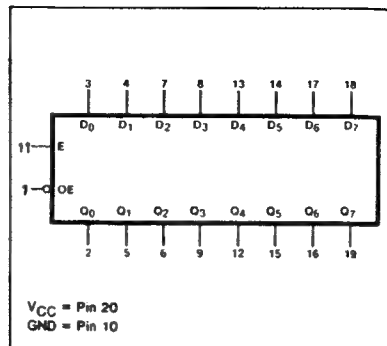 3 4 7 8 13 14 17 18
D0 D1 D2 D3 D4 D5 D6 D7
11 E
1 OE
Q0 Q1 Q2 Q3 Q4 Q5 Q6 Q7
2 5 6 9 12 15 16 19
VCC = Pin 20
GND = Pin 10